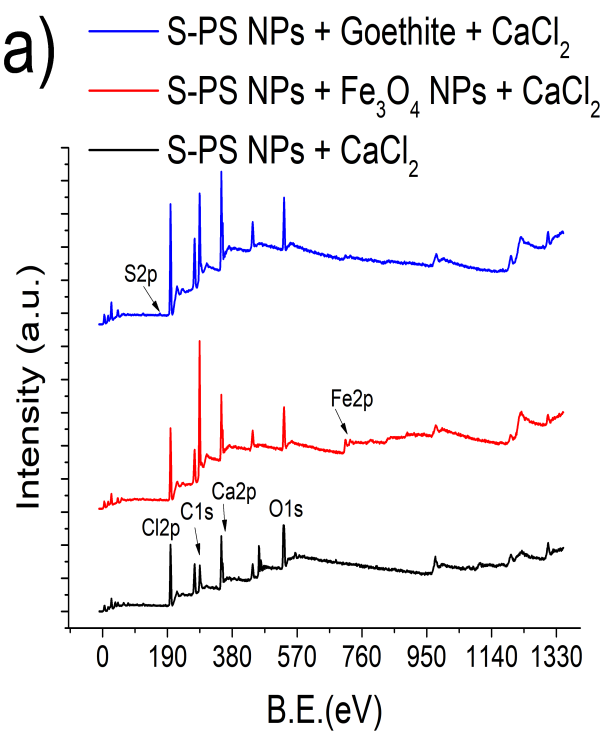 a)
S-PS NPs + Goethite + CaCl₂
S-PS NPs + Fe₃O₄ NPs + CaCl₂
S-PS NPs + CaCl₂
S2p
Fe2p
Ca2p
C1s
O1s
Cl2p
Intensity (a.u.)
0 190 380 570 760 950 1140 1330
B.E.(eV)